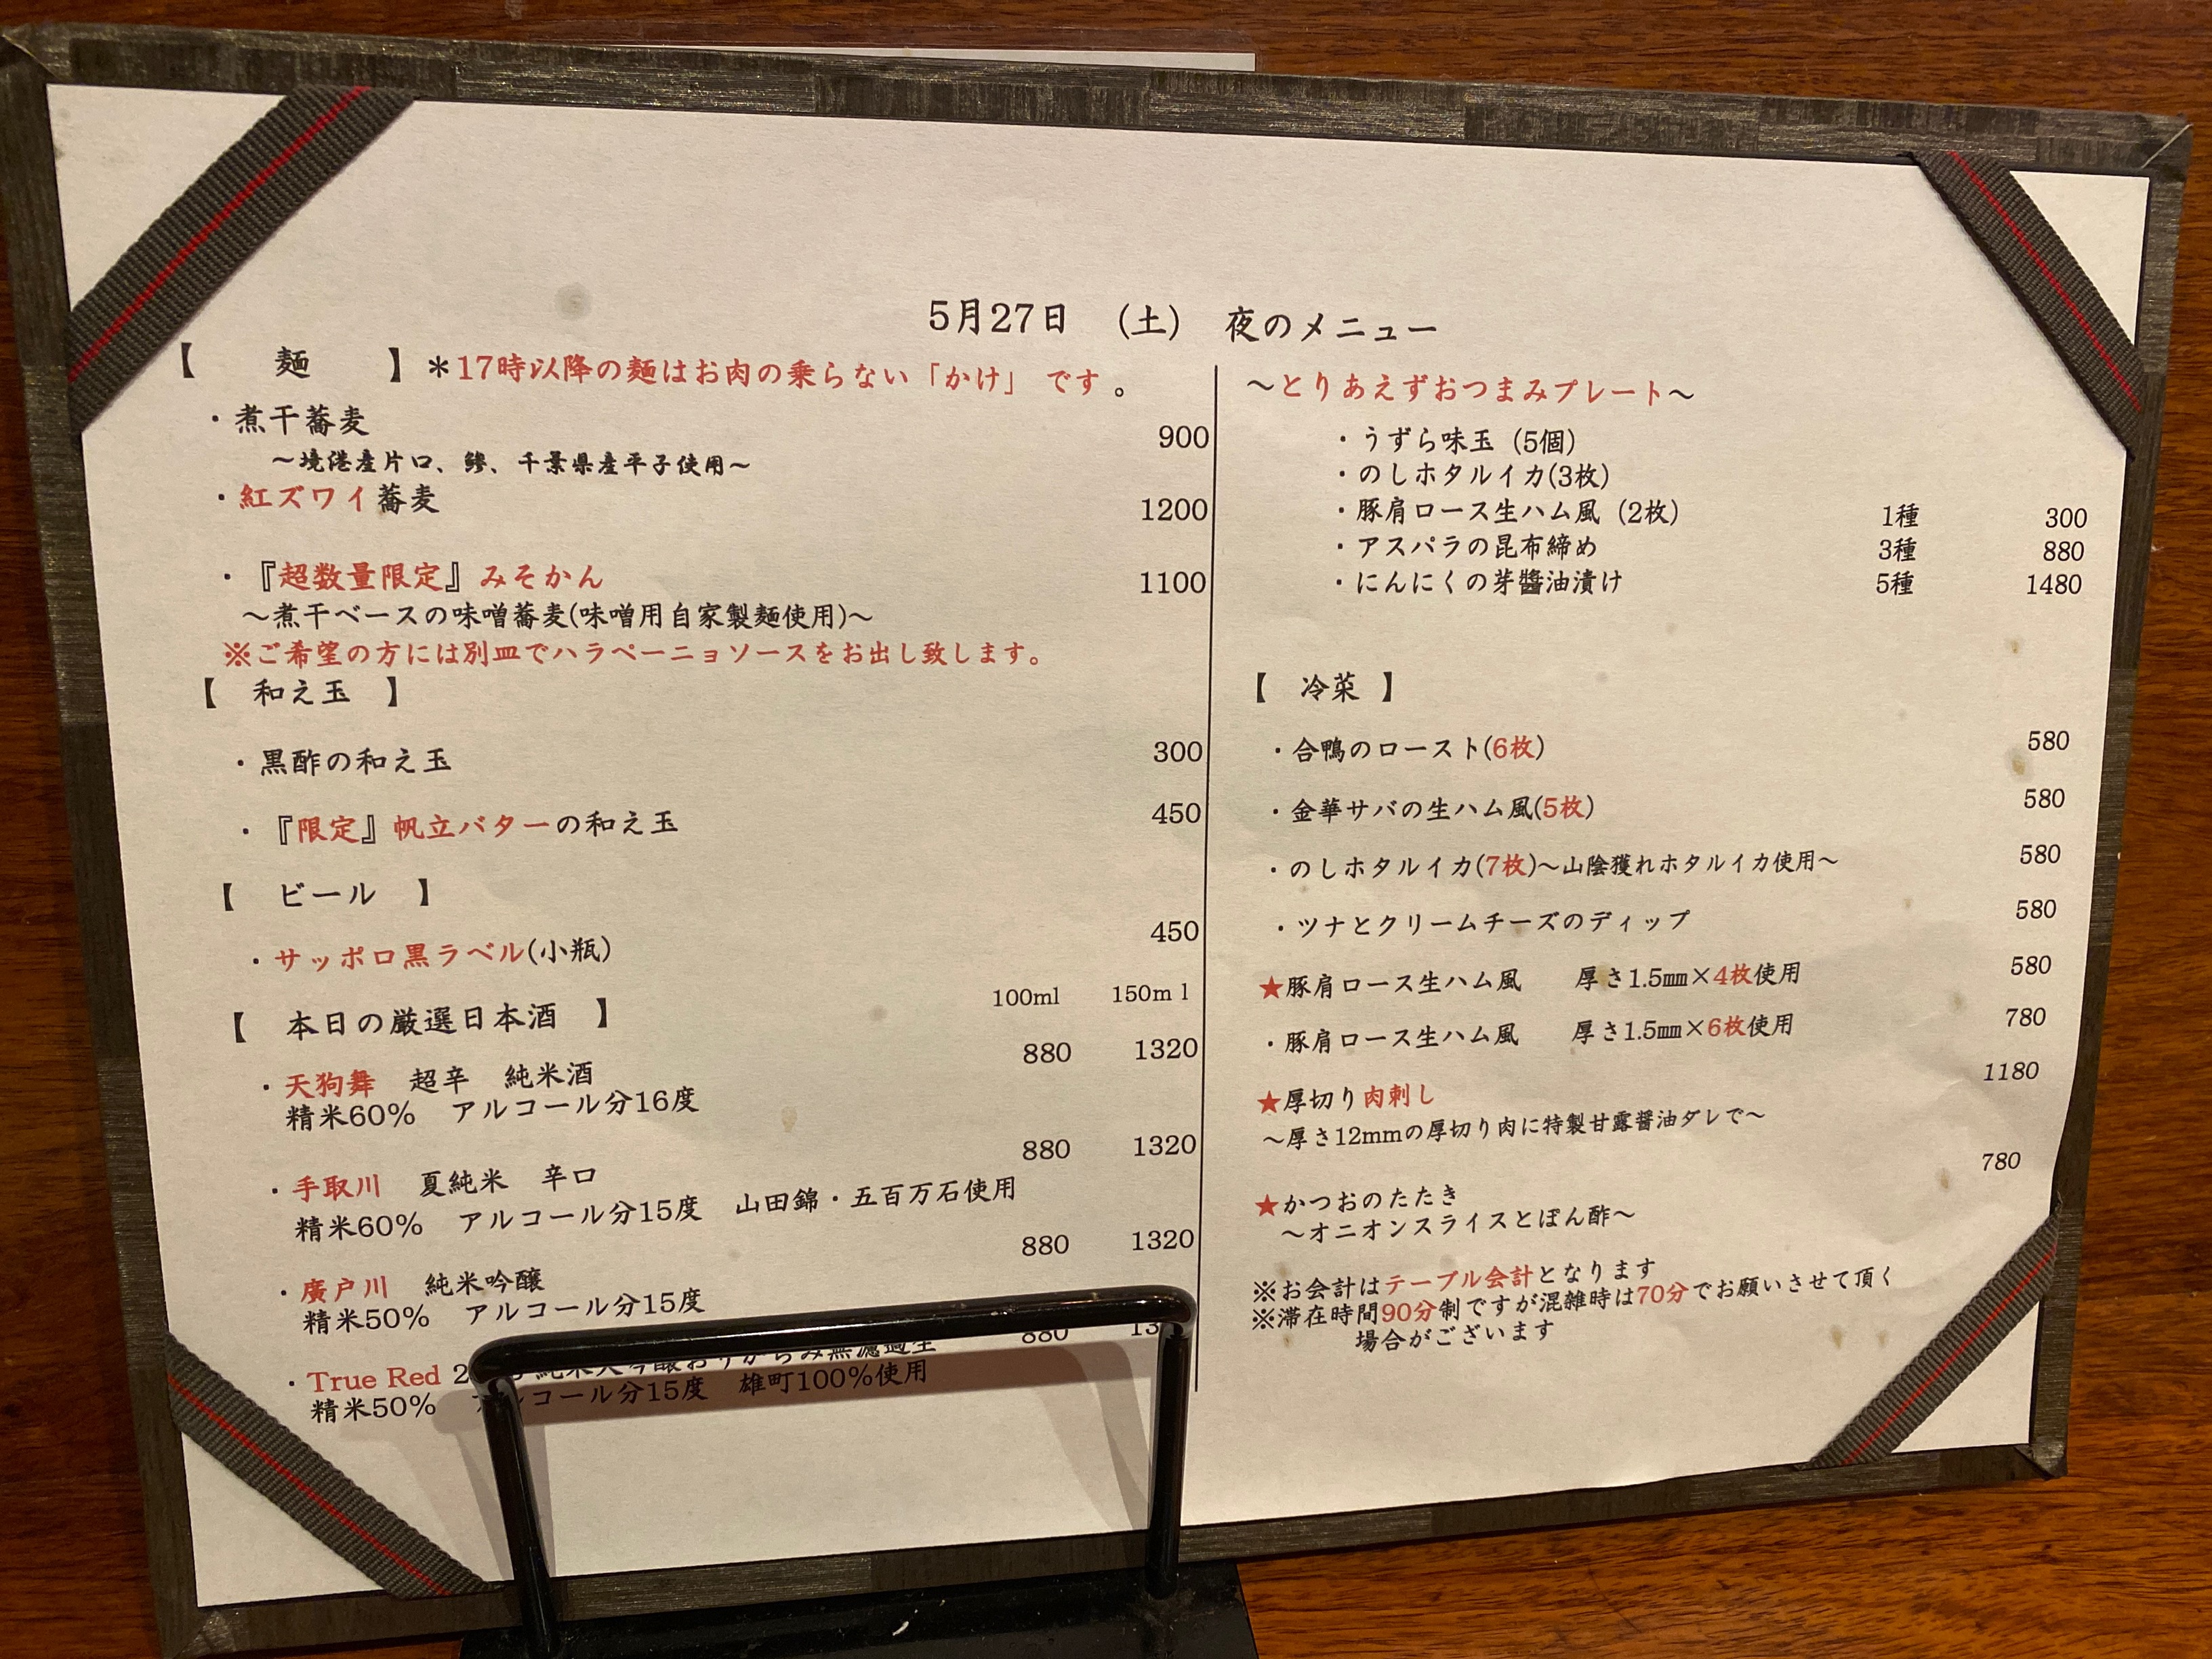 5月27日 （土） 夜のメニュー
【 麺 】＊17時以降の麺はお肉の乗らない「かけ」 です 。
・煮干蕎麦 900
～境港産片口、鯵、千葉県産平子使用～
・紅ズワイ蕎麦 1200
・『超数量限定』みそかん 1100
～煮干ベースの味噌蕎麦(味噌用自家製麺使用)～
※ご希望の方には別皿でハラペーニョソースをお出し致します。
【 和え玉 】
・黒酢の和え玉 300
・『限定』帆立バターの和え玉 450
【 ビール 】
・サッポロ黒ラベル(小瓶) 450
【 本日の厳選日本酒 】 100ml 150ml
・天狗舞 超辛 純米酒 880 1320
精米60% アルコール分16度
・手取川 夏純米 辛口 880 1320
精米60% アルコール分15度 山田錦・五百万石使用
・廣戸川 純米吟醸 880 1320
精米50% アルコール分15度
・True Red 純米大吟醸おりがらみ無濾過生 880
精米50% アルコール分15度 雄町100%使用
～とりあえずおつまみプレート～
・うずら味玉（5個）
・のしホタルイカ(3枚)
・豚肩ロース生ハム風（2枚） 1種 300
・アスパラの昆布締め 3種 880
・にんにくの芽醬油漬け 5種 1480
【 冷菜 】
・合鴨のロースト(6枚) 580
・金華サバの生ハム風(5枚) 580
・のしホタルイカ(7枚)～山陰獲れホタルイカ使用～ 580
・ツナとクリームチーズのディップ 580
★豚肩ロース生ハム風 厚さ1.5㎜×4枚使用 580
・豚肩ロース生ハム風 厚さ1.5㎜×6枚使用 780
★厚切り肉刺し 1180
～厚さ12mmの厚切り肉に特製甘露醤油ダレで～
★かつおのたたき 780
～オニオンスライスとぽん酢～
※お会計はテーブル会計となります
※滞在時間90分制ですが混雑時は70分でお願いさせて頂く
場合がございます